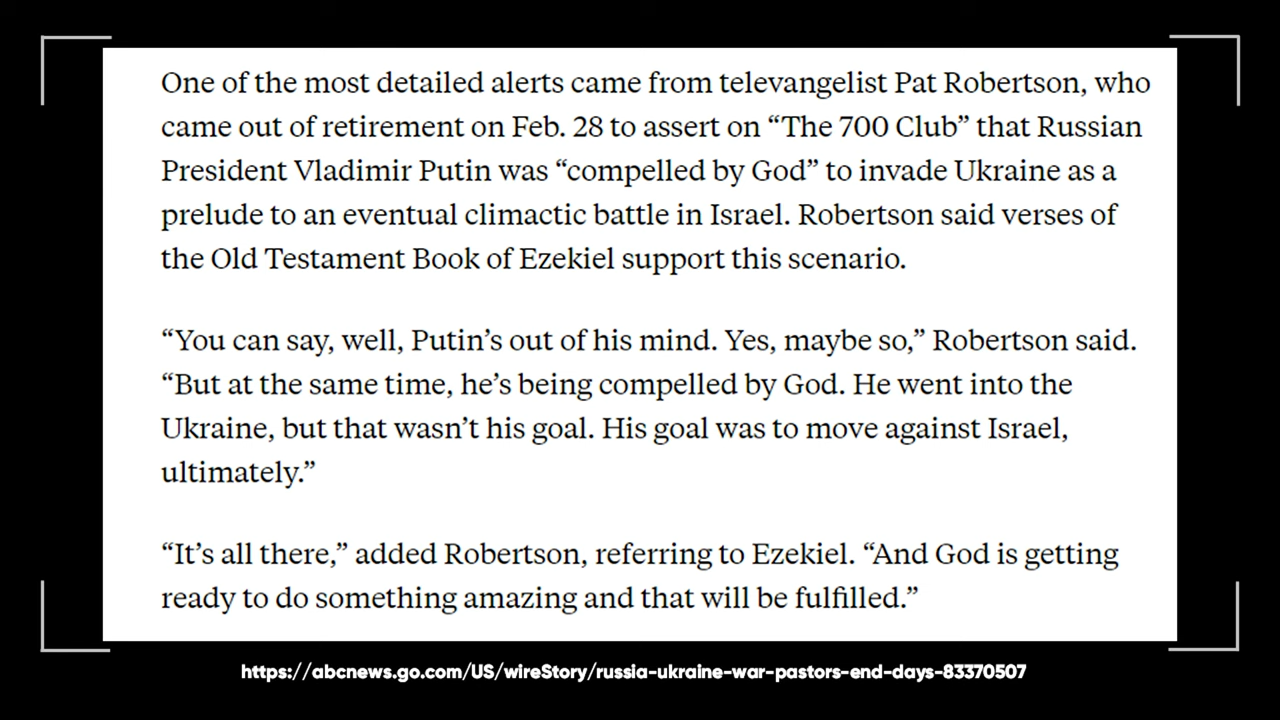 One of the most detailed alerts came from televangelist Pat Robertson, who
came out of retirement on Feb. 28 to assert on “The 700 Club” that Russian
President Vladimir Putin was “compelled by God” to invade Ukraine as a
prelude to an eventual climactic battle in Israel. Robertson said verses of
the Old Testament Book of Ezekiel support this scenario.
“You can say, well, Putin’s out of his mind. Yes, maybe so,” Robertson said.
“But at the same time, he’s being compelled by God. He went into the
Ukraine, but that wasn’t his goal. His goal was to move against Israel,
ultimately.”
“It’s all there,” added Robertson, referring to Ezekiel. “And God is getting
ready to do something amazing and that will be fulfilled.”
https://abcnews.go.com/US/wireStory/russia-ukraine-war-pastors-end-days-83370507